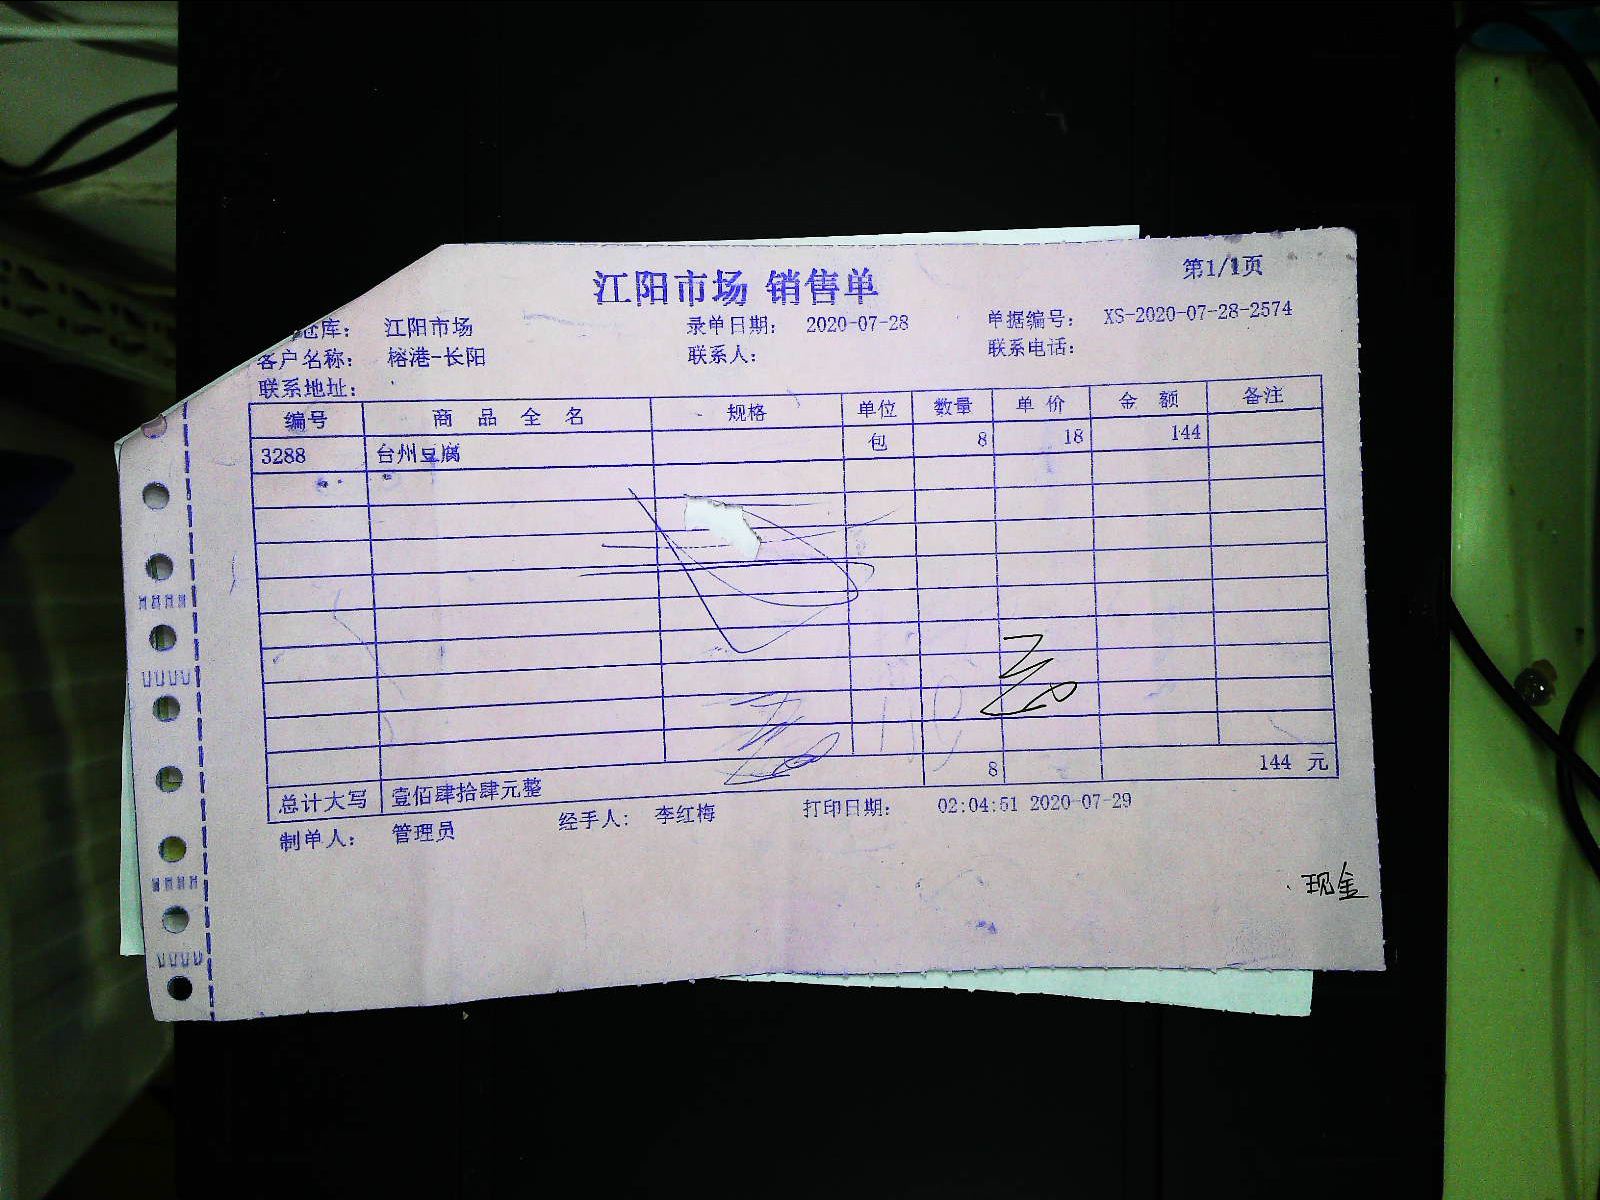 江阳市场 销售单
第1/1页
仓库： 江阳市场 录单日期： 2020-07-28 单据编号： XS-2020-07-28-2574
客户名称： 榕港-长阳 联系人： 联系电话：
联系地址：
编号 商品全名 规格 单位 数量 单价 金额 备注
3288 台州豆腐 包 8 18 144
8 144 元
总计大写 壹佰肆拾肆元整
制单人： 管理员 经手人： 李红梅 打印日期： 02:04:51 2020-07-29
现金